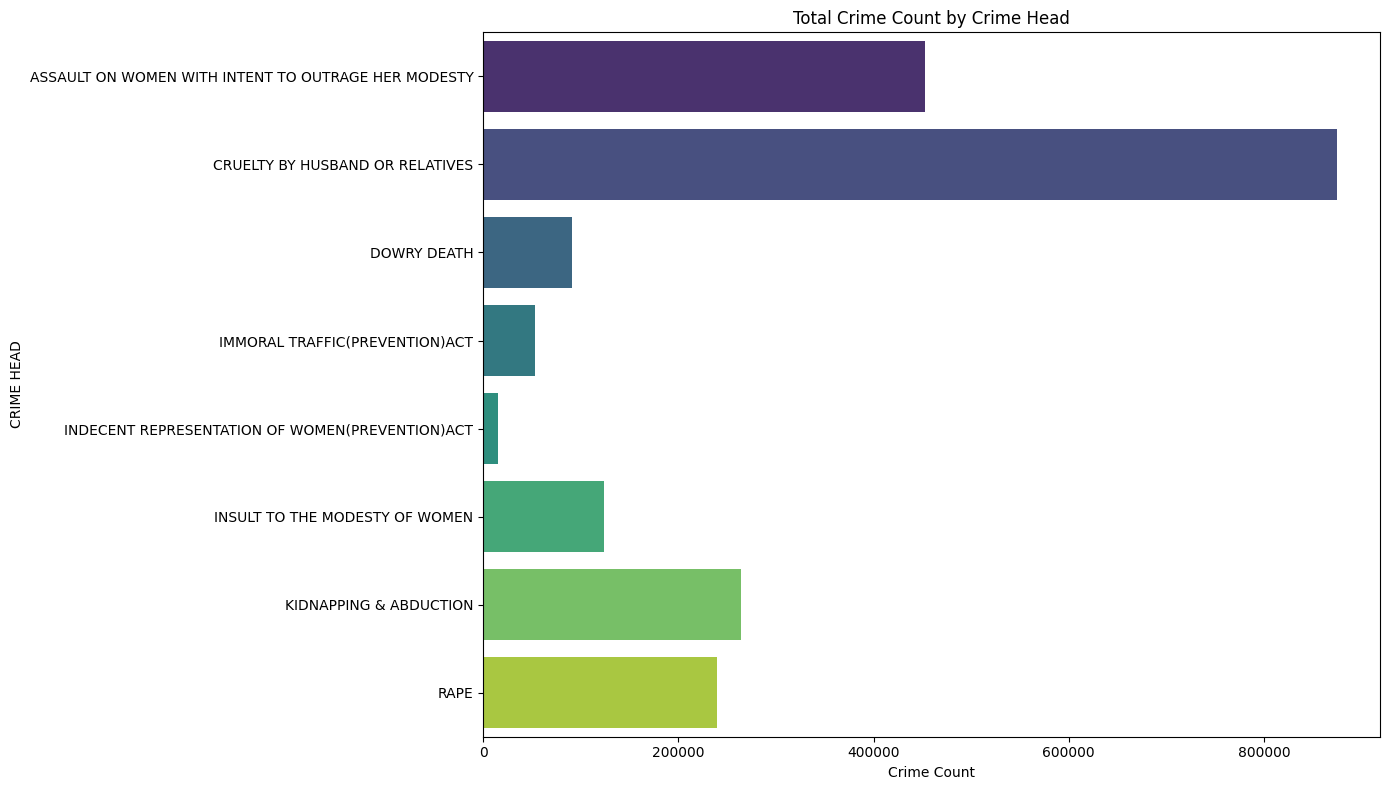 Total Crime Count by Crime Head
ASSAULT ON WOMEN WITH INTENT TO OUTRAGE HER MODESTY
CRUELTY BY HUSBAND OR RELATIVES
DOWRY DEATH
IMMORAL TRAFFIC(PREVENTION)ACT
CRIME HEAD
INDECENT REPRESENTATION OF WOMEN(PREVENTION)ACT
INSULT TO THE MODESTY OF WOMEN
KIDNAPPING & ABDUCTION
RAPE
0 200000 400000 600000 800000
Crime Count